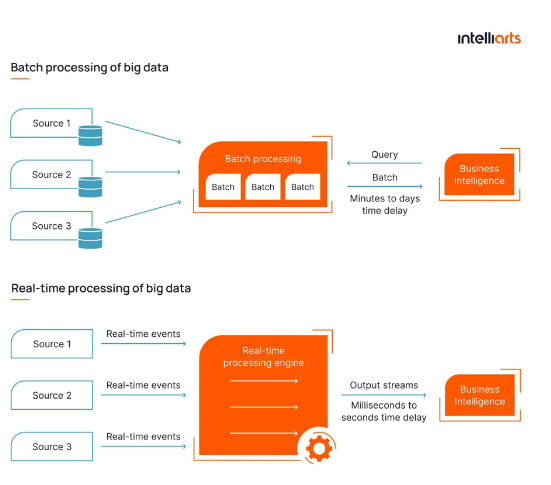 intelliarts
Batch processing of big data
Source 1
Source 2
Source 3
Batch processing
Batch
Batch
Batch
Query
Batch
Minutes to days
time delay
Business
Intelligence
Real-time processing of big data
Source 1
Real-time events
Source 2
Real-time events
Source 3
Real-time events
Real-time
processing engine
Output streams
Milliseconds to
seconds time delay
Business
Intelligence